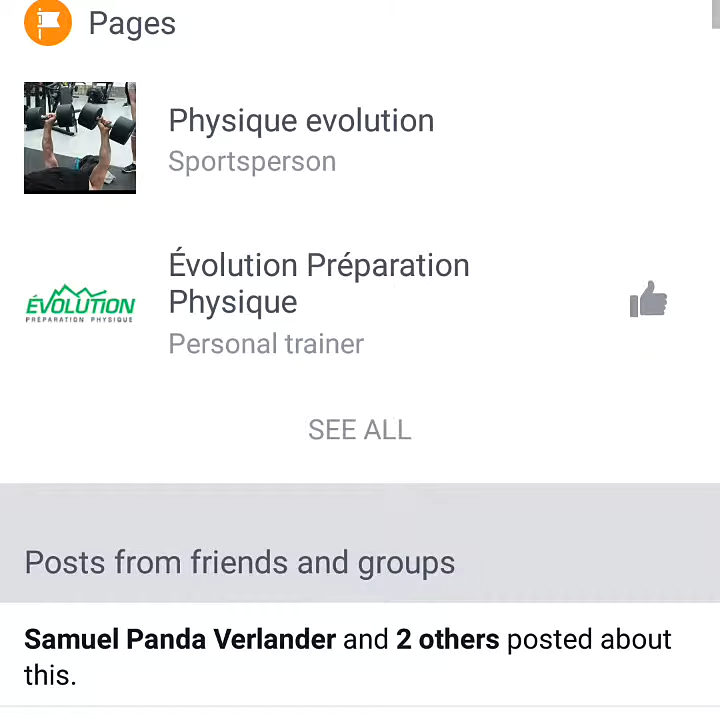 Pages
Physique evolution
Sportsperson
Évolution Préparation
Physique
Personal trainer
ÉVOLUTION
PREPARATION PHYSIQUE
SEE ALL
Posts from friends and groups
Samuel Panda Verlander and 2 others posted about
this.